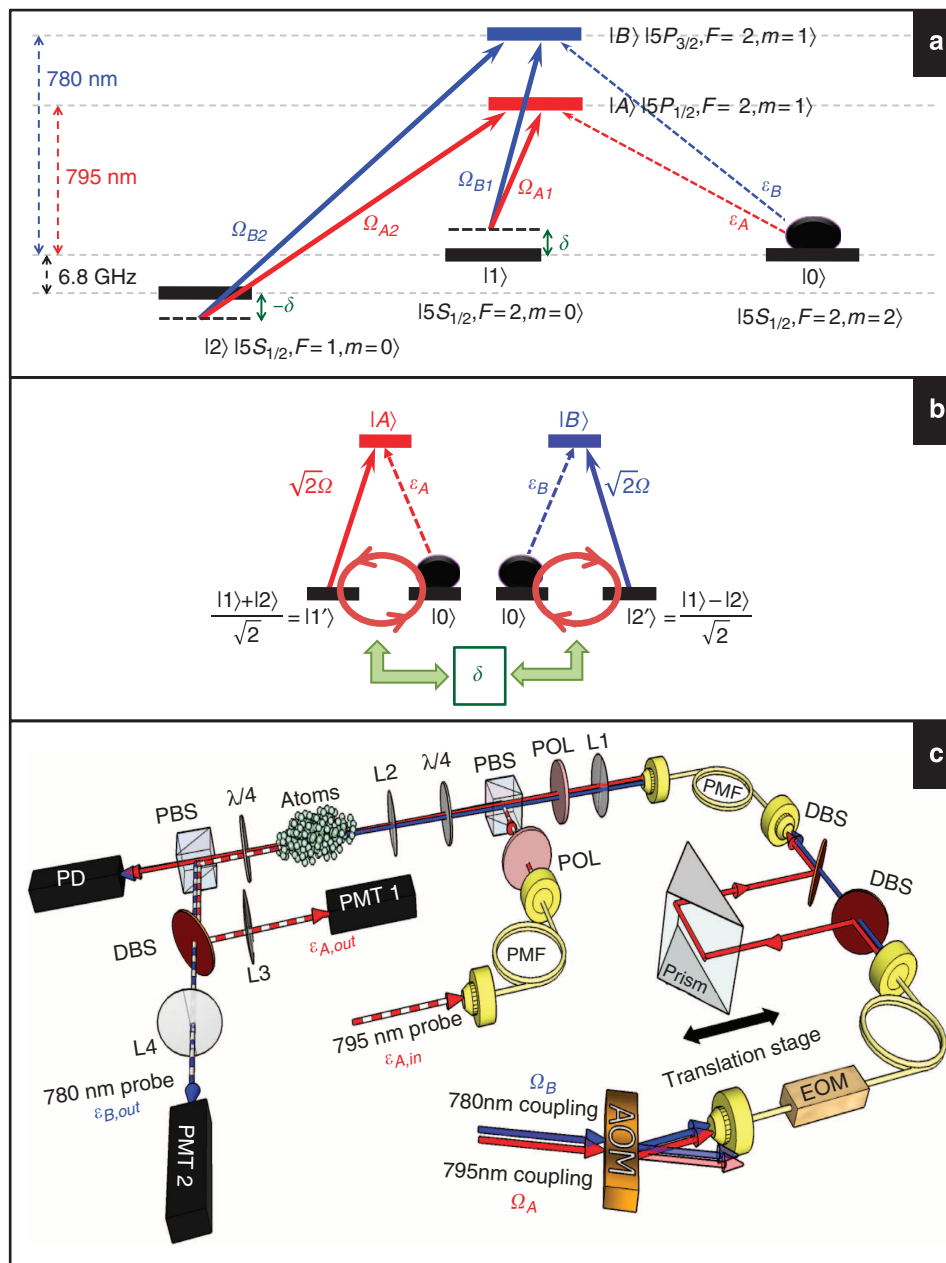 a
|B⟩ |5P3/2, F= 2, m= 1⟩
780 nm
|A⟩ |5P1/2, F= 2, m= 1⟩
795 nm
ΩB2
ΩA2
ΩB1
ΩA1
εB
εA
δ
6.8 GHz
|1⟩
|0⟩
−δ
|5S1/2, F= 2, m= 0⟩
|5S1/2, F= 2, m= 2⟩
|2⟩ |5S1/2, F= 1, m= 0⟩
b
|A⟩
|B⟩
√2Ω
εA
εB
√2Ω
|1⟩+|2⟩
√2
= |1′⟩
|0⟩
|0⟩
|2′⟩ =
|1⟩−|2⟩
√2
δ
c
PBS
λ/4
Atoms
L2
λ/4
PBS
POL
L1
PMF
DBS
DBS
PD
POL
PMT 1
DBS
L3
εA,out
PMF
Prism
L4
795 nm probe
εA,in
Translation stage
780 nm probe
εB,out
EOM
ΩB
780nm coupling
AOM
795nm coupling
ΩA
PMT 2